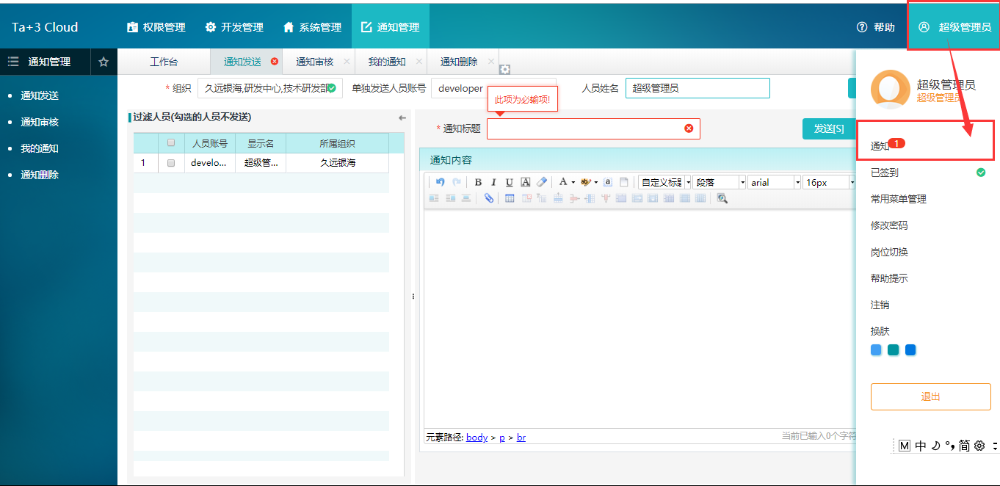 Ta+3 Cloud 权限管理 开发管理 系统管理 通知管理 帮助 超级管理员
通知管理 工作台 通知发送 通知审核 我的通知 通知删除
通知发送
通知审核
我的通知
通知删除
* 组织 久远银海,研发中心,技术研发部 单独发送人员账号 developer 人员姓名 超级管理员
此项为必输项!
过滤人员(勾选的人员不发送)
人员账号 显示名 所属组织
1 develo... 超级管... 久远银海
* 通知标题 发送[S]
通知内容
B I U A A ab a 自定义标题 段落 arial 16px
元素路径: body > p > br 当前已输入0个字符
超级管理员
超级管理员
通知 1
已签到
常用菜单管理
修改密码
岗位切换
帮助提示
注销
换肤
退出
M 中 简